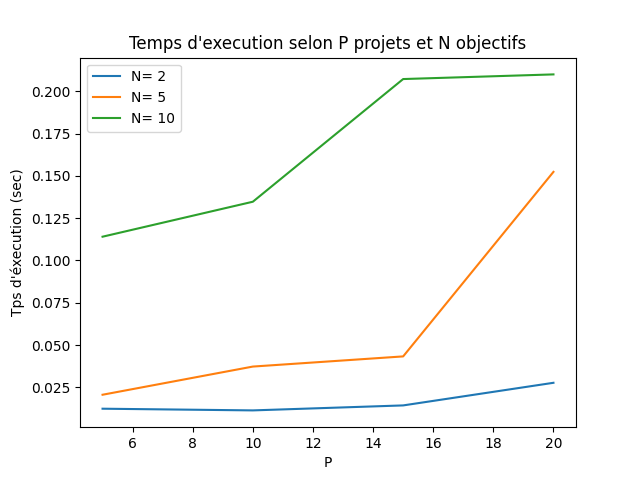 Temps d'execution selon P projets et N objectifs
N= 2
N= 5
N= 10
0.200
0.175
0.150
0.125
0.100
0.075
0.050
0.025
Tps d'éxecution (sec)
6 8 10 12 14 16 18 20
P